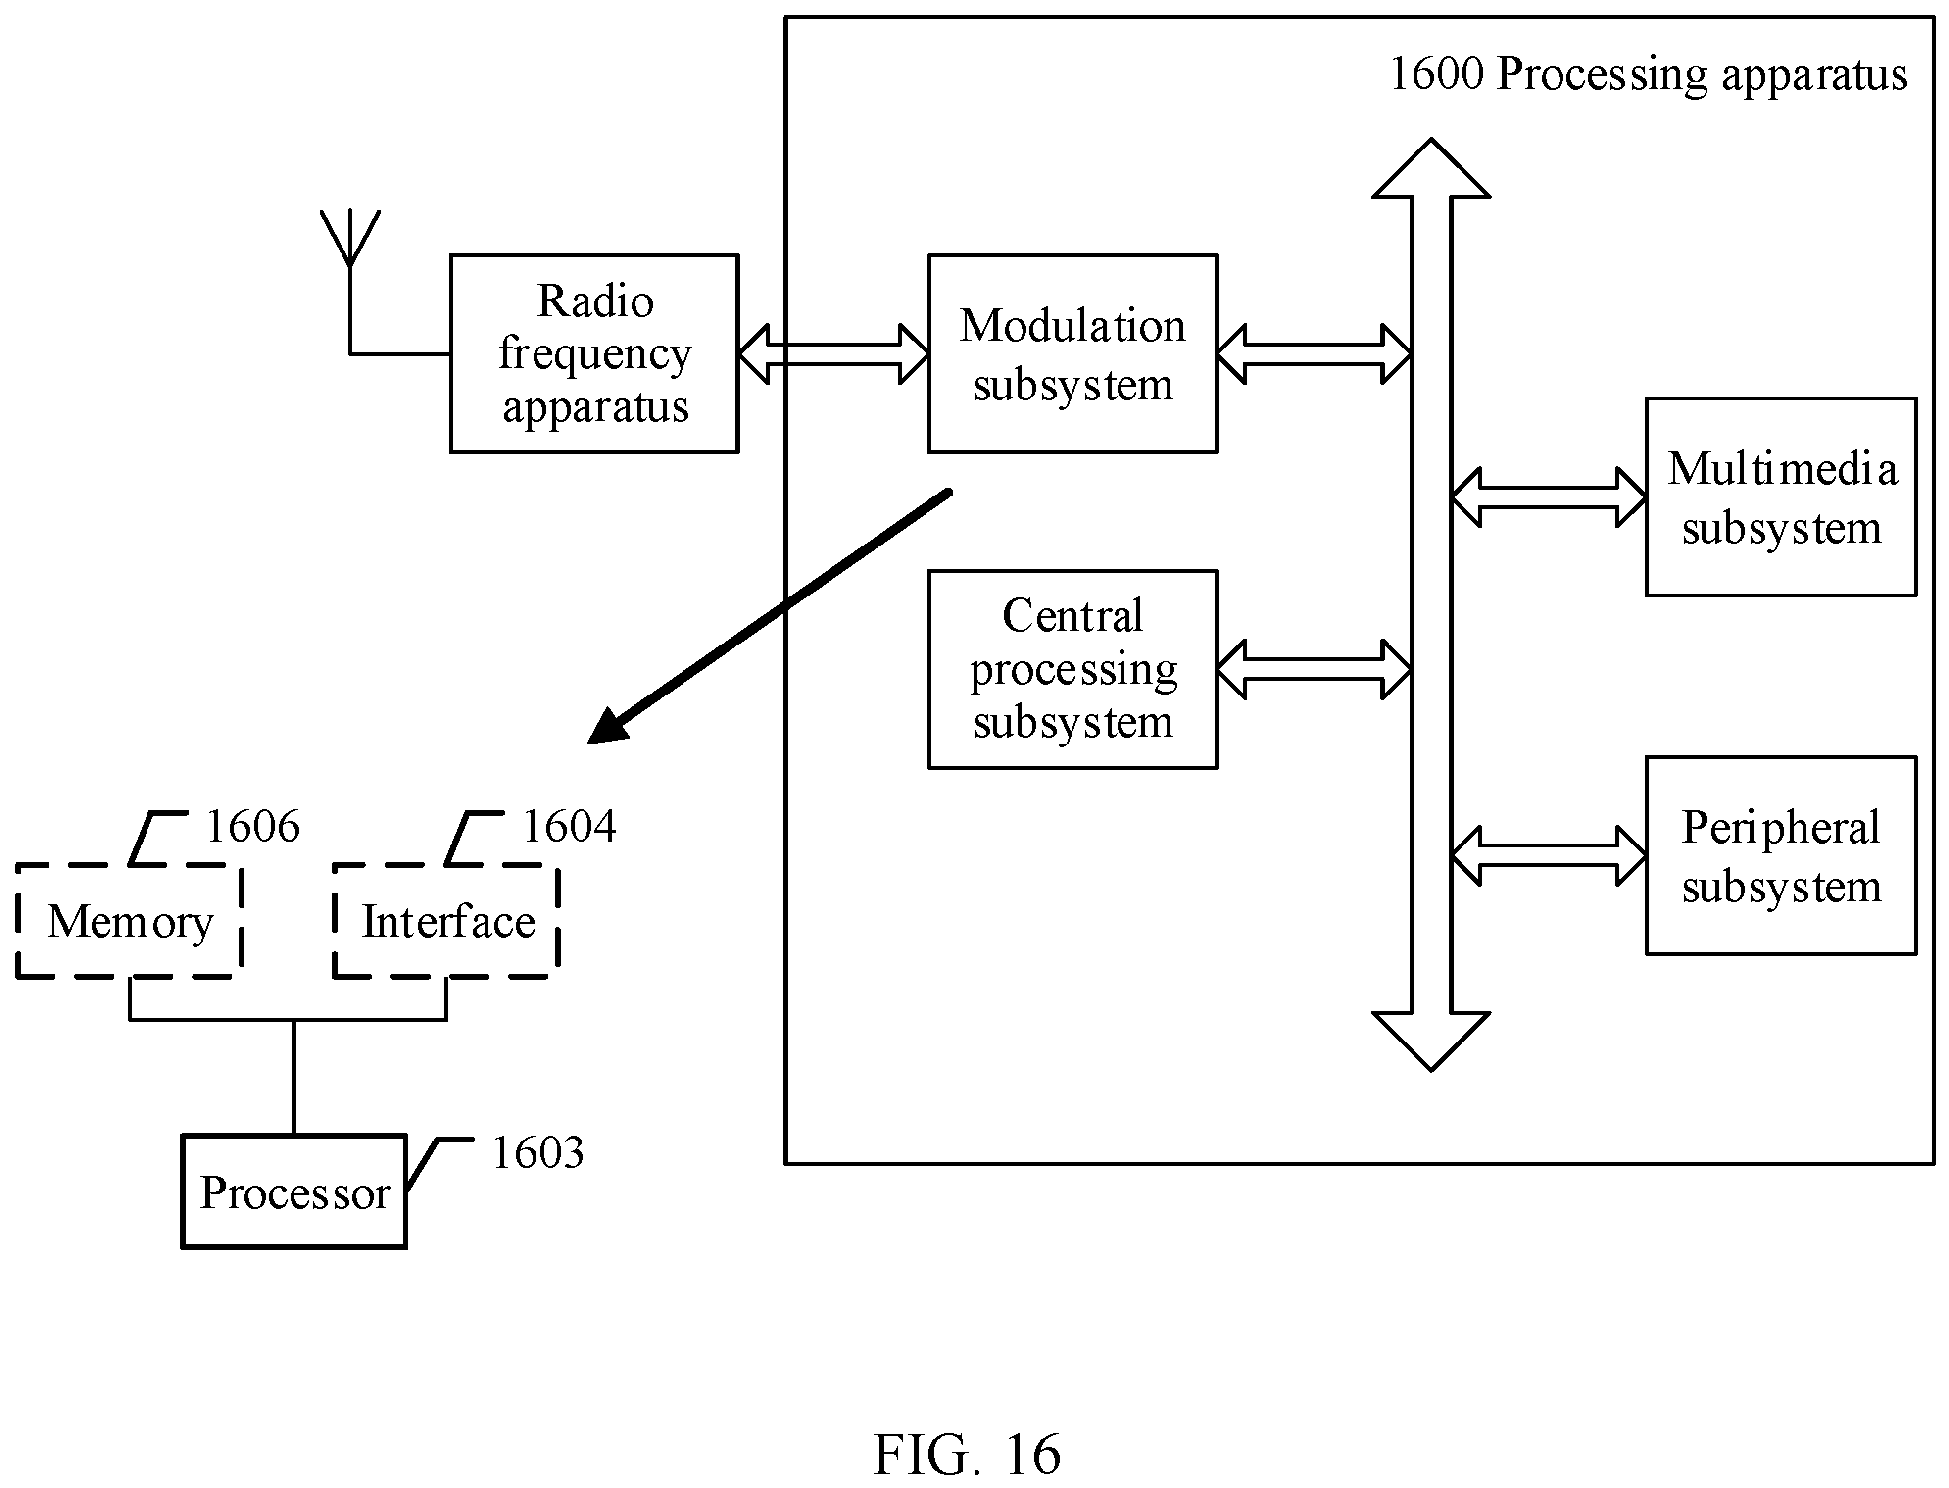 1600 Processing apparatus
Radio
frequency
apparatus
Modulation
subsystem
Multimedia
subsystem
Central
processing
subsystem
Peripheral
subsystem
1606
1604
Memory
Interface
1603
Processor
FIG. 16